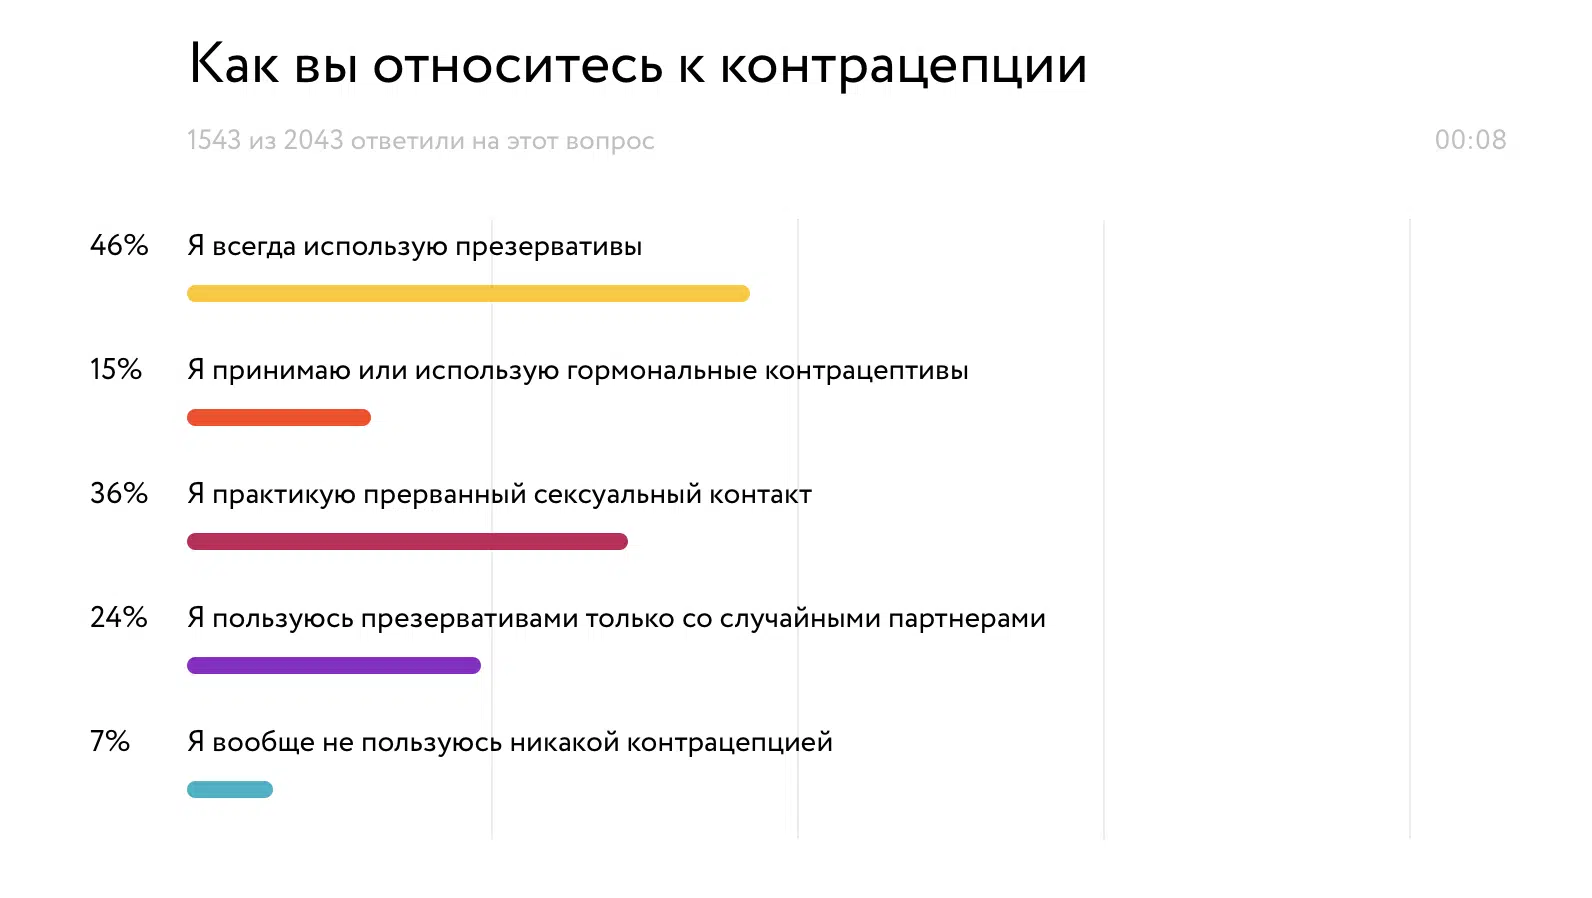 Как вы относитесь к контрацепции
1543 из 2043 ответили на этот вопрос 00:08
46% Я всегда использую презервативы
15% Я принимаю или использую гормональные контрацептивы
36% Я практикую прерванный сексуальный контакт
24% Я пользуюсь презервативами только со случайными партнерами
7% Я вообще не пользуюсь никакой контрацепцией